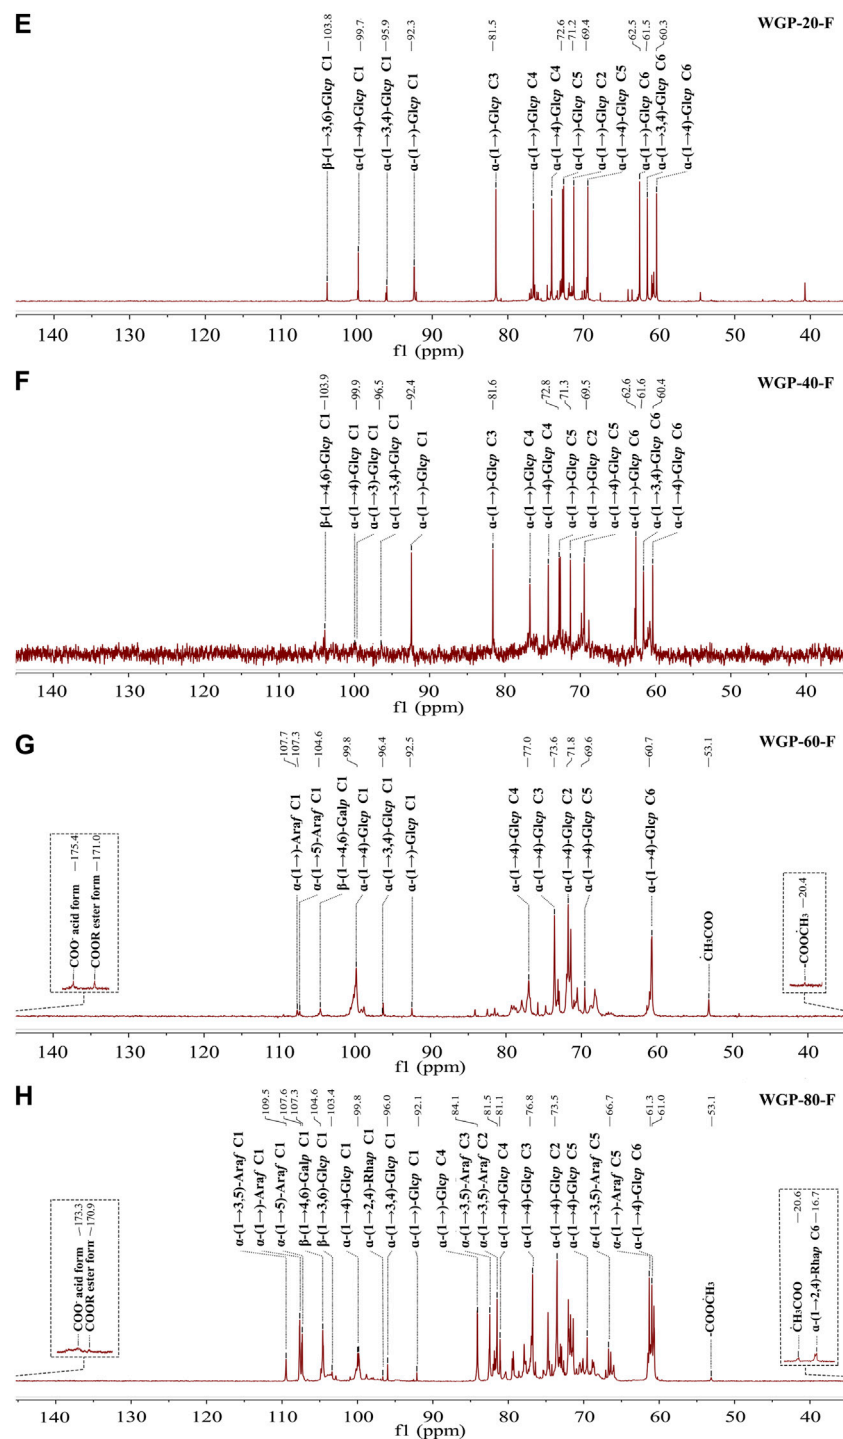 E
WGP-20-F
103.8
99.7
95.9
92.3
81.5
72.6
71.2
69.4
62.5
61.5
60.3
β-(1→3,6)-Glcp C1
α-(1→4)-Glcp C1
α-(1→3,4)-Glcp C1
α-(1→)-Glcp C1
α-(1→)-Glcp C3
α-(1→)-Glcp C4
α-(1→4)-Glcp C4
α-(1→)-Glcp C5
α-(1→)-Glcp C2
α-(1→4)-Glcp C5
α-(1→)-Glcp C6
α-(1→3,4)-Glcp C6
α-(1→4)-Glcp C6
140 130 120 110 100 90 80 70 60 50 40
f1 (ppm)
F
WGP-40-F
103.9
99.9
96.5
92.4
81.6
72.8
71.3
69.5
62.6
61.6
60.4
β-(1→4,6)-Glcp C1
α-(1→4)-Glcp C1
α-(1→3)-Glcp C1
α-(1→3,4)-Glcp C1
α-(1→)-Glcp C1
α-(1→)-Glcp C3
α-(1→)-Glcp C4
α-(1→4)-Glcp C4
α-(1→)-Glcp C5
α-(1→)-Glcp C2
α-(1→4)-Glcp C5
α-(1→)-Glcp C6
α-(1→3,4)-Glcp C6
α-(1→4)-Glcp C6
140 130 120 110 100 90 80 70 60 50 40
f1 (ppm)
G
WGP-60-F
107.7
107.3
104.6
99.8
96.4
92.5
77.0
73.6
71.8
69.6
60.7
53.1
COO⁻ acid form 175.4
COOR ester form 171.0
α-(1→)-Araf C1
α-(1→5)-Araf C1
β-(1→4,6)-Galp C1
α-(1→4)-Glcp C1
α-(1→3,4)-Glcp C1
α-(1→)-Glcp C1
α-(1→4)-Glcp C4
α-(1→4)-Glcp C3
α-(1→4)-Glcp C2
α-(1→4)-Glcp C5
α-(1→4)-Glcp C6
ĊH3COO
-COOĊH3 20.4
140 130 120 110 100 90 80 70 60 50 40
f1 (ppm)
H
WGP-80-F
109.5
107.6
107.3
104.6
103.4
99.8
96.0
92.1
84.1
81.5
81.1
76.8
73.5
66.7
61.3
61.0
53.1
COO⁻ acid form 173.3
COOR ester form 170.9
α-(1→3,5)-Araf C1
α-(1→)-Araf C1
α-(1→5)-Araf C1
β-(1→4,6)-Galp C1
β-(1→3,6)-Glcp C1
α-(1→4)-Glcp C1
α-(1→2,4)-Rhap C1
α-(1→3,4)-Glcp C1
α-(1→)-Glcp C1
α-(1→)-Glcp C4
α-(1→3,5)-Araf C3
α-(1→3,5)-Araf C2
α-(1→4)-Glcp C4
α-(1→4)-Glcp C3
α-(1→4)-Glcp C2
α-(1→4)-Glcp C5
α-(1→3,5)-Araf C5
α-(1→)-Araf C5
α-(1→4)-Glcp C6
-COOĊH3
ĊH3COO 20.6
α-(1→2,4)-Rhap C6 16.7
140 130 120 110 100 90 80 70 60 50 40
f1 (ppm)